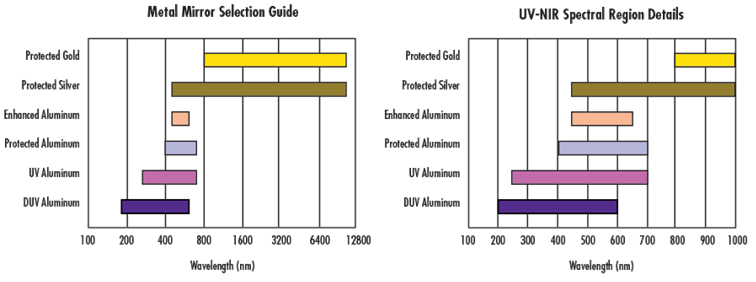 Metal Mirror Selection Guide
Protected Gold
Protected Silver
Enhanced Aluminum
Protected Aluminum
UV Aluminum
DUV Aluminum
100 200 400 800 1600 3200 6400 12800
Wavelength (nm)
UV-NIR Spectral Region Details
Protected Gold
Protected Silver
Enhanced Aluminum
Protected Aluminum
UV Aluminum
DUV Aluminum
100 200 300 400 500 600 700 800 900 1000
Wavelength (nm)